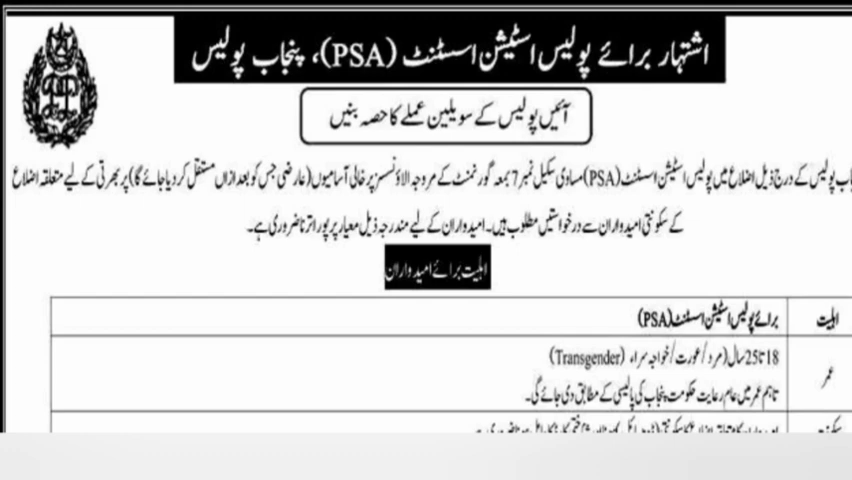 اشتہار برائے پولیس اسٹیشن اسسٹنٹ (PSA)، پنجاب پولیس
آئیں پولیس کے سویلین عملے کا حصہ بنیں
پولیس کے درج ذیل اضلاع میں پولیس اسٹیشن اسسٹنٹ (PSA) مساوی سکیل نمبر 7 بمعہ گورنمنٹ کے مروجہ الاؤنسز پر خالی آسامیوں (عارضی جس کو بعد ازاں مستقل کر دیا جائے گا) پر بھرتی کے لیے متعلقہ اضلاع
کے سکونتی امیدواران سے درخواستیں مطلوب ہیں۔ امیدواران کے لیے مندرجہ ذیل معیار پر پورا اترنا ضروری ہے۔
اہلیت برائے امیدواران
اہلیت
برائے پولیس اسٹیشن اسسٹنٹ (PSA)
عمر
18 تا 25 سال (مرد/عورت/خواجہ سراء (Transgender)
تاہم عمر میں عام رعایت حکومت پنجاب کی پالیسی کے مطابق دی جائے گی۔